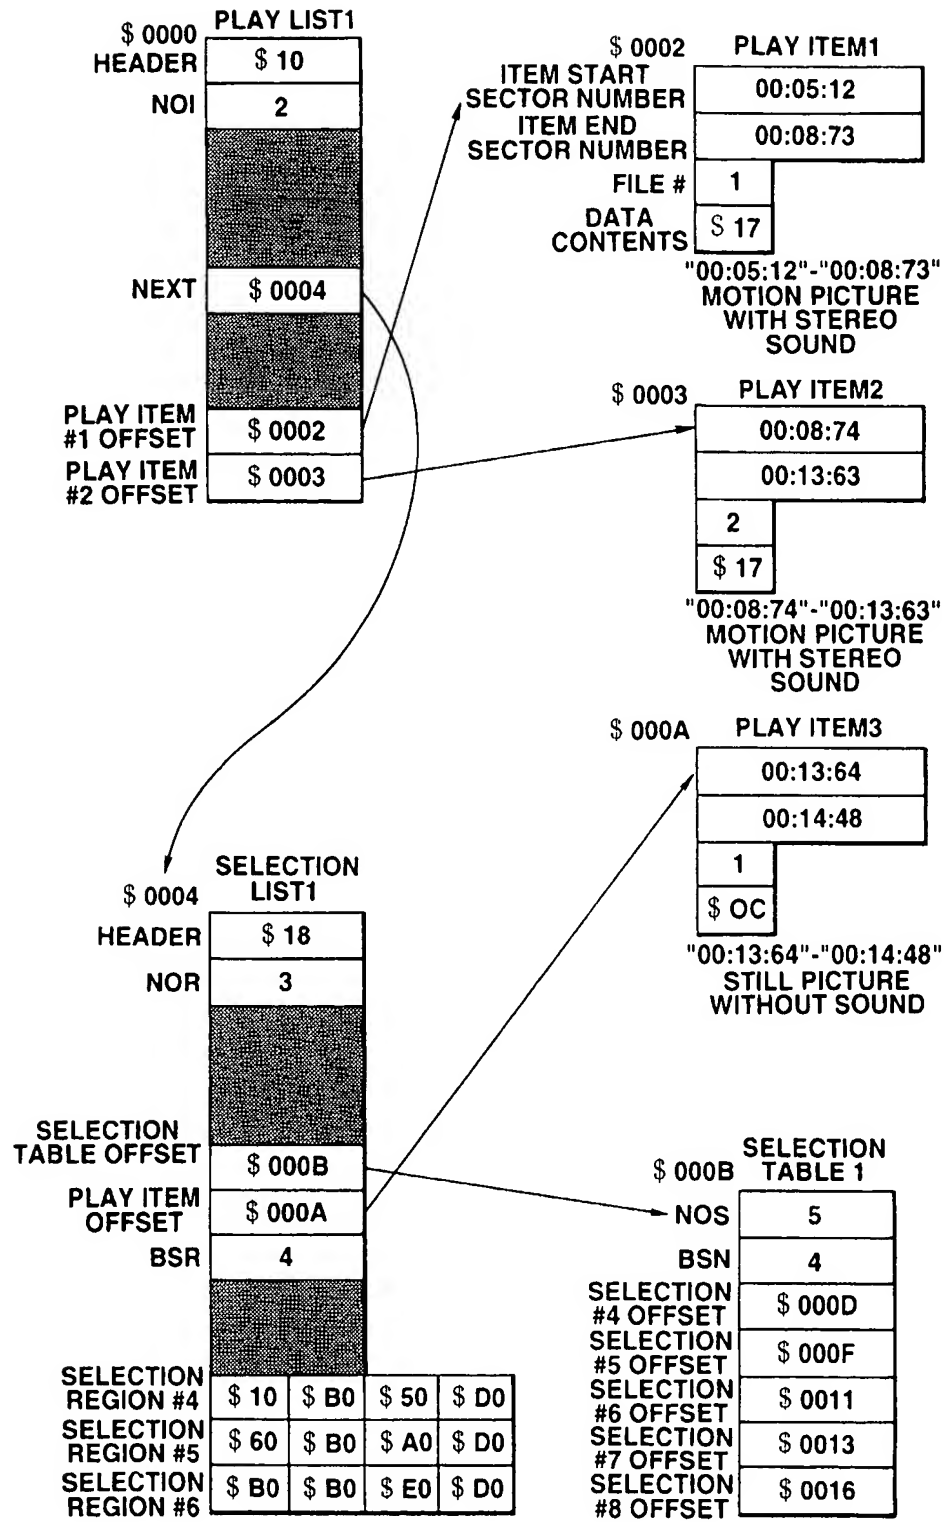 PLAY LIST1
$ 0000
HEADER
$ 10
NOI
2
NEXT
$ 0004
PLAY ITEM
#1 OFFSET
$ 0002
PLAY ITEM
#2 OFFSET
$ 0003
$ 0002
PLAY ITEM1
ITEM START
SECTOR NUMBER
00:05:12
ITEM END
SECTOR NUMBER
00:08:73
FILE #
1
DATA
CONTENTS
$ 17
"00:05:12"-"00:08:73"
MOTION PICTURE
WITH STEREO
SOUND
$ 0003
PLAY ITEM2
00:08:74
00:13:63
2
$ 17
"00:08:74"-"00:13:63"
MOTION PICTURE
WITH STEREO
SOUND
$ 000A
PLAY ITEM3
00:13:64
00:14:48
1
$ OC
"00:13:64"-"00:14:48"
STILL PICTURE
WITHOUT SOUND
SELECTION
LIST1
$ 0004
HEADER
$ 18
NOR
3
SELECTION
TABLE OFFSET
$ 000B
PLAY ITEM
OFFSET
$ 000A
BSR
4
SELECTION
REGION #4
$ 10 $ B0 $ 50 $ D0
SELECTION
REGION #5
$ 60 $ B0 $ A0 $ D0
SELECTION
REGION #6
$ B0 $ B0 $ E0 $ D0
SELECTION
TABLE 1
$ 000B
NOS
5
BSN
4
SELECTION
#4 OFFSET
$ 000D
SELECTION
#5 OFFSET
$ 000F
SELECTION
#6 OFFSET
$ 0011
SELECTION
#7 OFFSET
$ 0013
SELECTION
#8 OFFSET
$ 0016